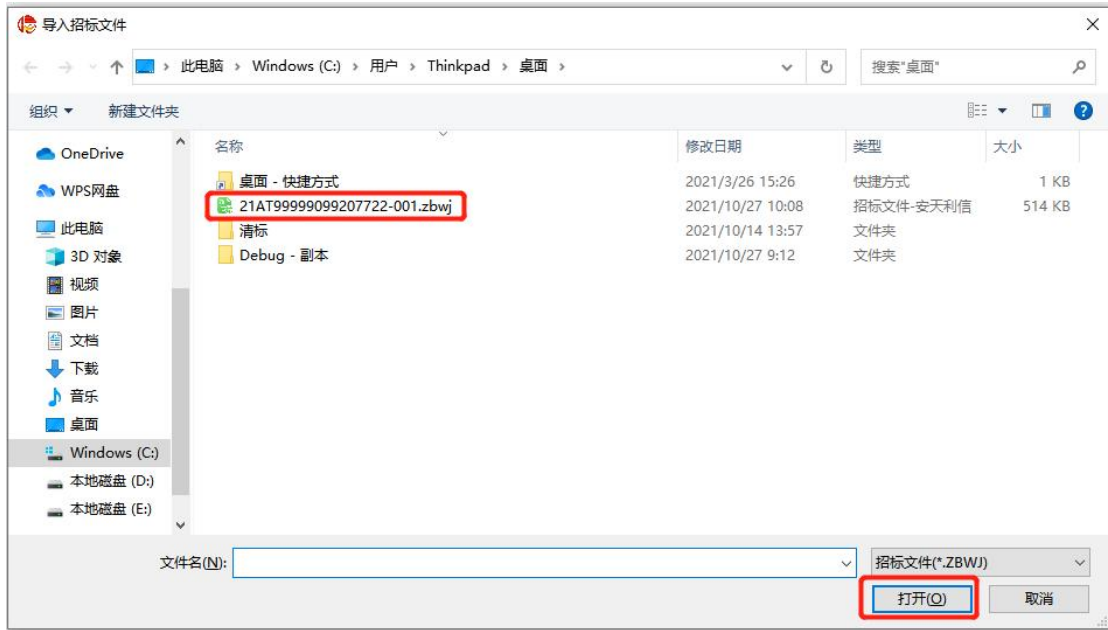 导入招标文件
此电脑 › Windows (C:) › 用户 › Thinkpad › 桌面 ›
搜索"桌面"
组织 新建文件夹
名称 修改日期 类型 大小
OneDrive
WPS网盘
此电脑
3D 对象
视频
图片
文档
下载
音乐
桌面
Windows (C:)
本地磁盘 (D:)
本地磁盘 (E:)
桌面 - 快捷方式 2021/3/26 15:26 快捷方式 1 KB
21AT99999099207722-001.zbwj 2021/10/27 10:08 招标文件-安天利信 514 KB
清标 2021/10/14 13:57 文件夹
Debug - 副本 2021/10/27 9:12 文件夹
文件名(N): 招标文件(*.ZBWJ)
打开(O) 取消